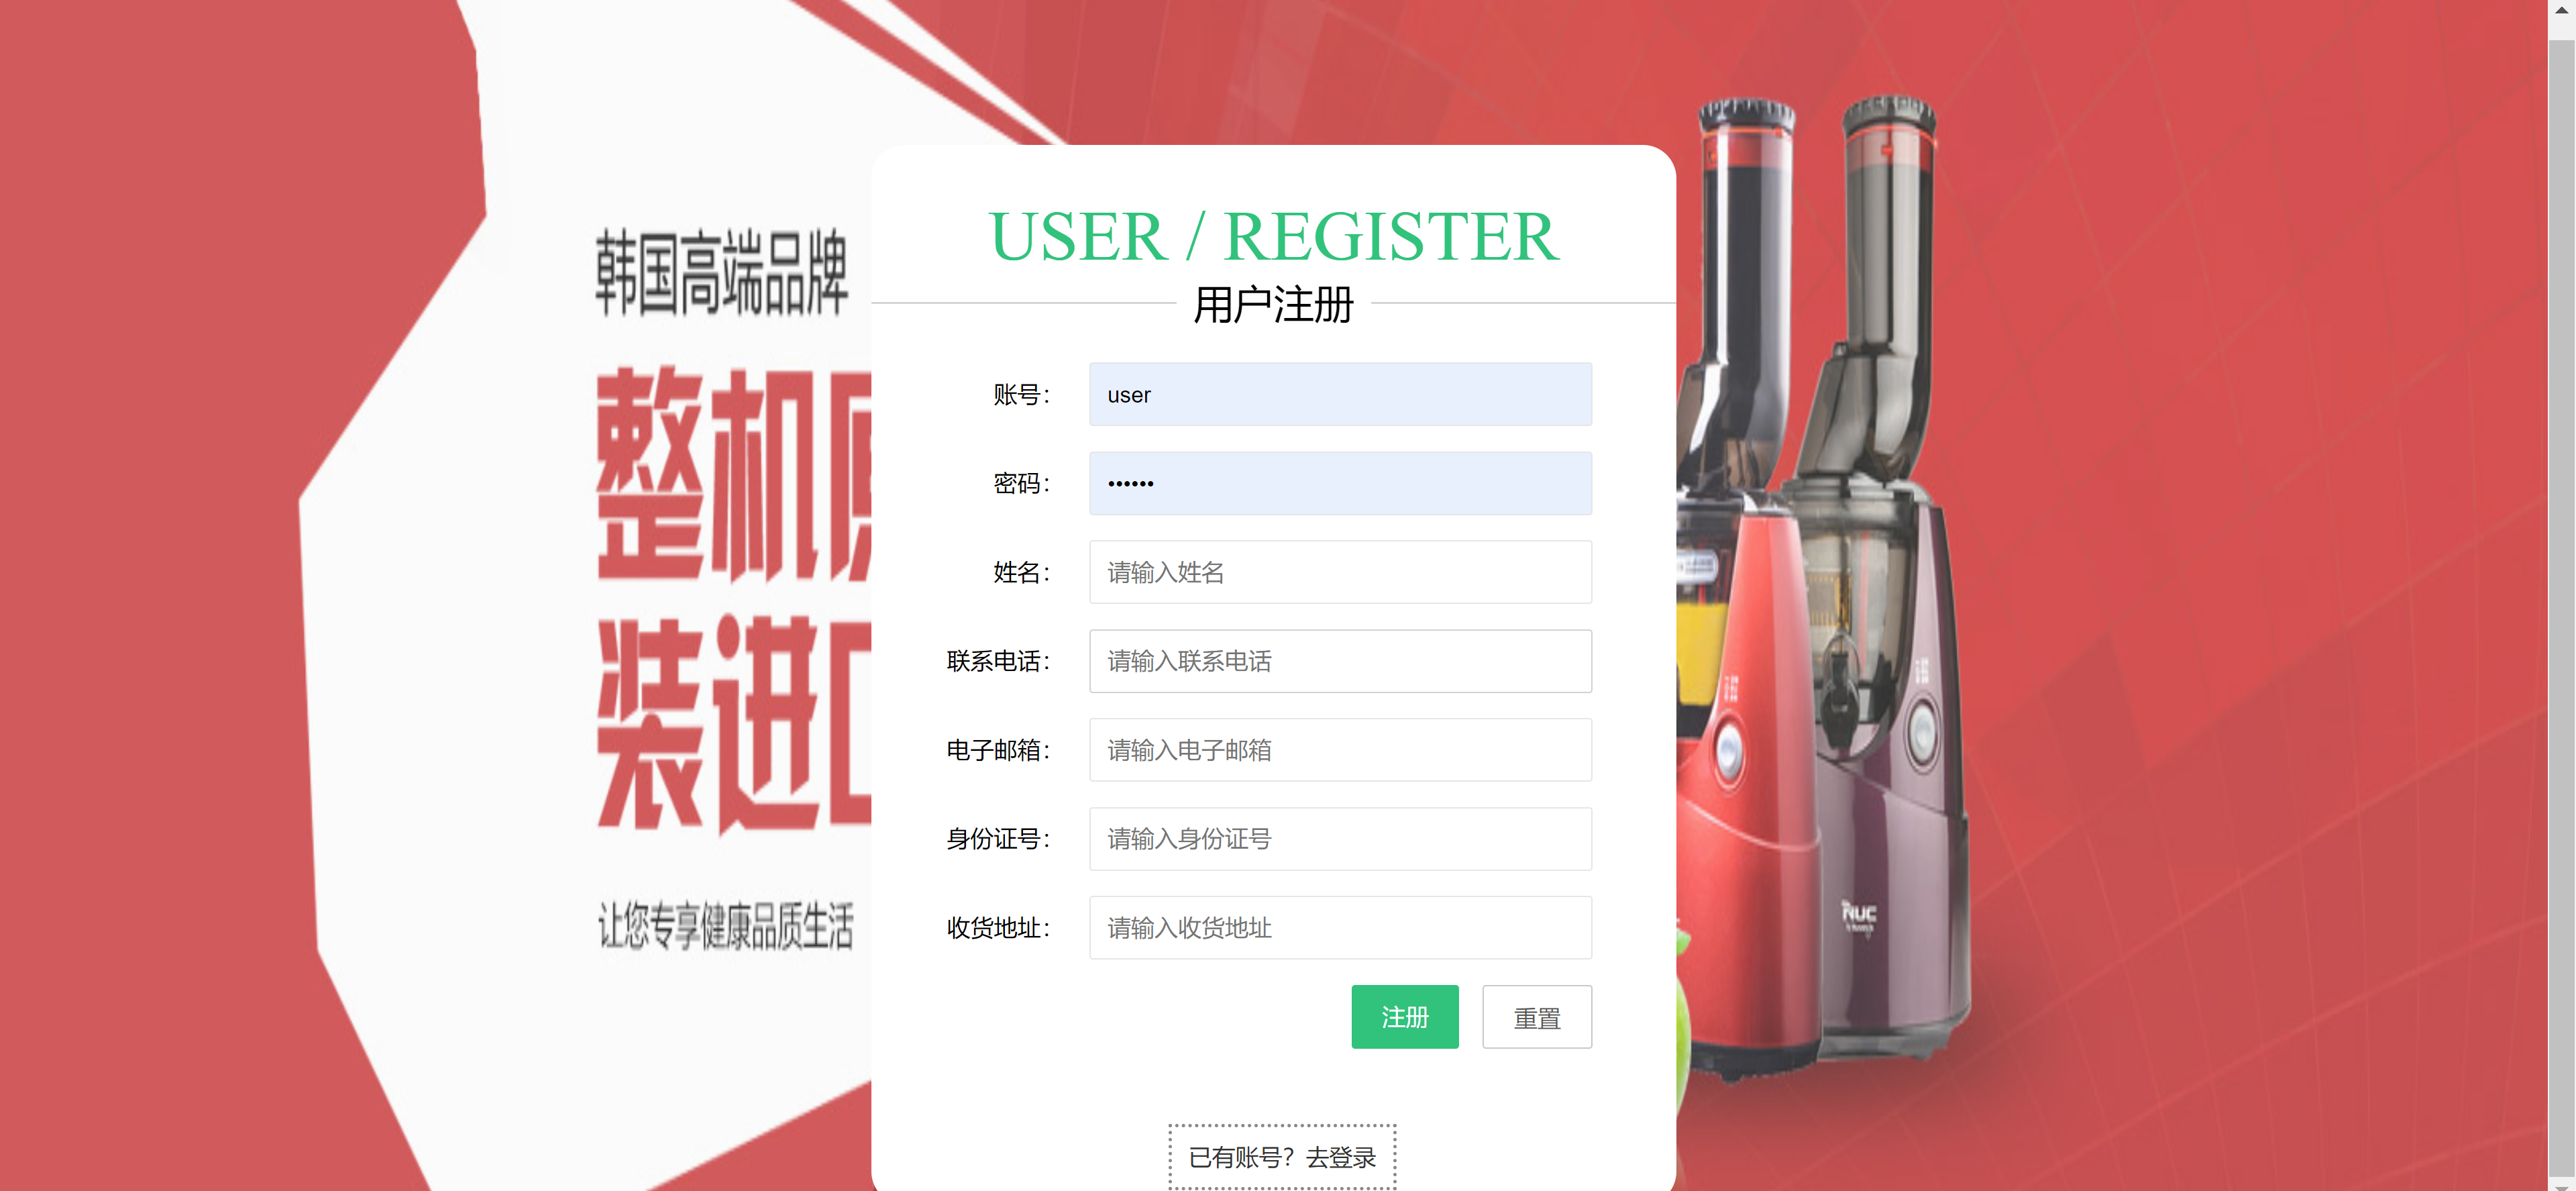 USER / REGISTER
用户注册
韩国高端品牌
整机
装进
让您专享健康品质生活
账号：
user
密码：
••••••
姓名：
请输入姓名
联系电话：
请输入联系电话
电子邮箱：
请输入电子邮箱
身份证号：
请输入身份证号
收货地址：
请输入收货地址
注册
重置
已有账号？去登录
NUC